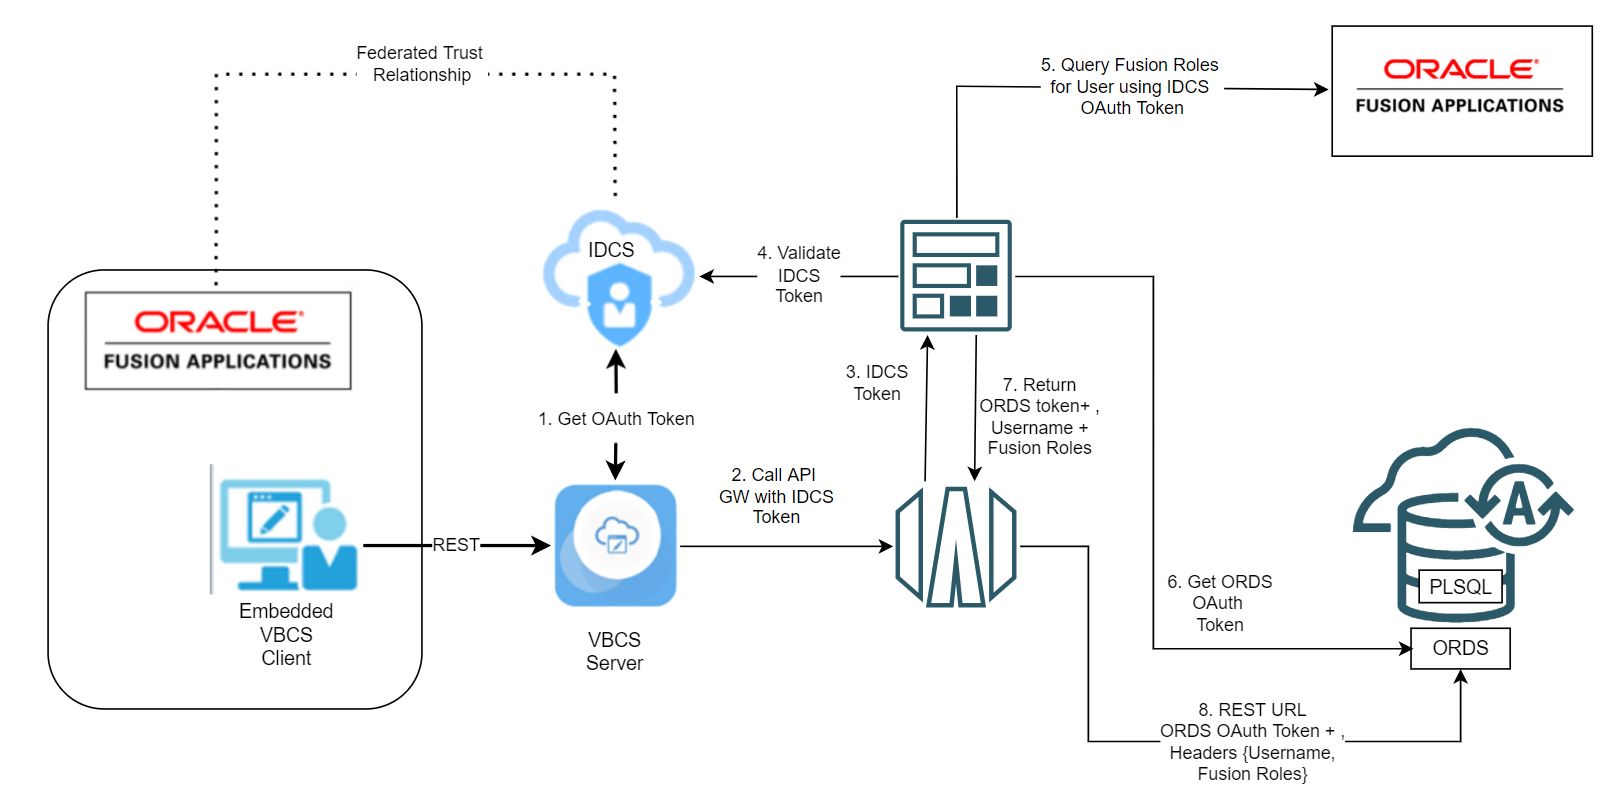 Federated Trust
Relationship
5. Query Fusion Roles
for User using IDCS
OAuth Token
ORACLE®
FUSION APPLICATIONS
IDCS
4. Validate
IDCS
Token
ORACLE®
FUSION APPLICATIONS
3. IDCS
Token
7. Return
ORDS token+ ,
Username +
Fusion Roles
1. Get OAuth Token
2. Call API
GW with IDCS
Token
REST
Embedded
VBCS
Client
VBCS
Server
A
PLSQL
6. Get ORDS
OAuth
Token
ORDS
8. REST URL
ORDS OAuth Token + ,
Headers {Username,
Fusion Roles}